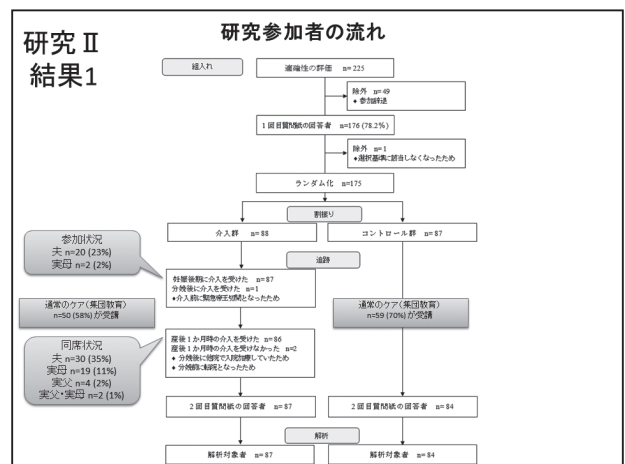 研究Ⅱ
結果1
研究参加者の流れ
組入れ
適確性の評価 n=225
除外 n=49
♦ 参加辞退
1回目質問紙の回答者 n=176 (78.2%)
除外 n=1
♦選択基準に該当しなくなったため
ランダム化 n=175
割振り
介入群 n=88
コントロール群 n=87
参加状況
夫 n=20 (23%)
実母 n=2 (2%)
追跡
妊娠後期に介入を受けた n=87
分娩後に介入を受けた n=1
♦介入前に緊急帝王切開となったため
通常のケア(集団教育)
n=50 (58%)が受講
通常のケア(集団教育)
n=59 (70%)が受講
同席状況
夫 n=30 (35%)
実母 n=19 (11%)
実父 n=4 (2%)
実父・実母 n=2 (1%)
産後1か月時の介入を受けた n=86
産後1か月時の介入を受けなかった n=2
♦ 分娩後に他院で入院加療していたため
♦ 分娩前に転院となったため
2回目質問紙の回答者 n=87
2回目質問紙の回答者 n=84
解析
解析対象者 n=87
解析対象者 n=84